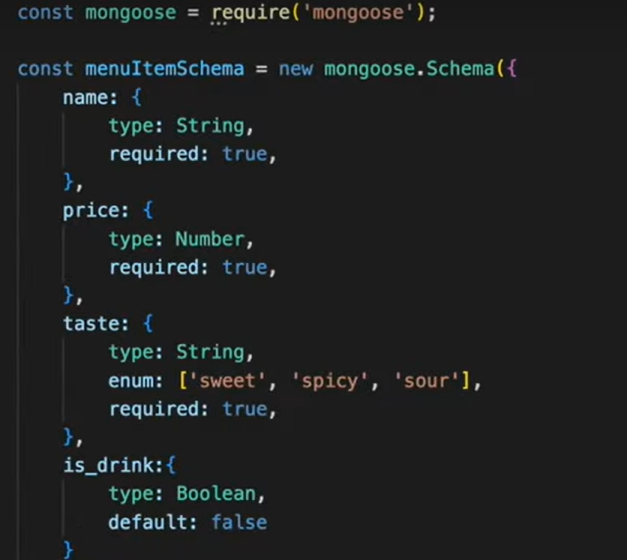 const mongoose = require('mongoose');
const menuItemSchema = new mongoose.Schema({
name: {
type: String,
required: true,
},
price: {
type: Number,
required: true,
},
taste: {
type: String,
enum: ['sweet', 'spicy', 'sour'],
required: true,
},
is_drink:{
type: Boolean,
default: false
}